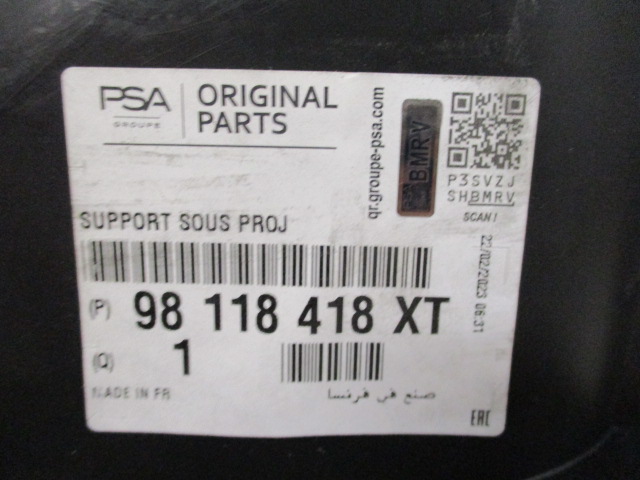 PSA
GROUPE
ORIGINAL
PARTS
qr.groupe-psa.com
BMRV
P3SVZJ
SHBMRV
SCAN!
SUPPORT SOUS PROJ
22/02/2023 06:31
(P) 98 118 418 XT
(Q) 1
MADE IN FR
صنع في فرنسا
EAC